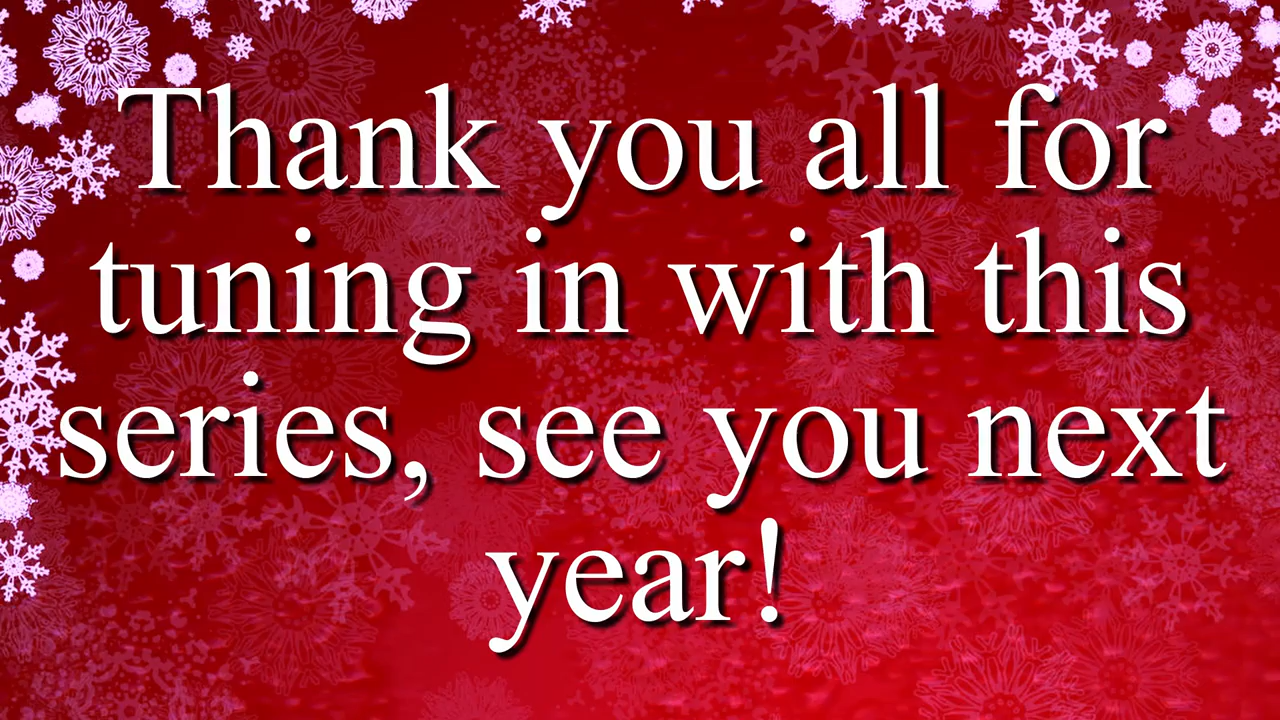 Thank you all for
tuning in with this
series, see you next
year!